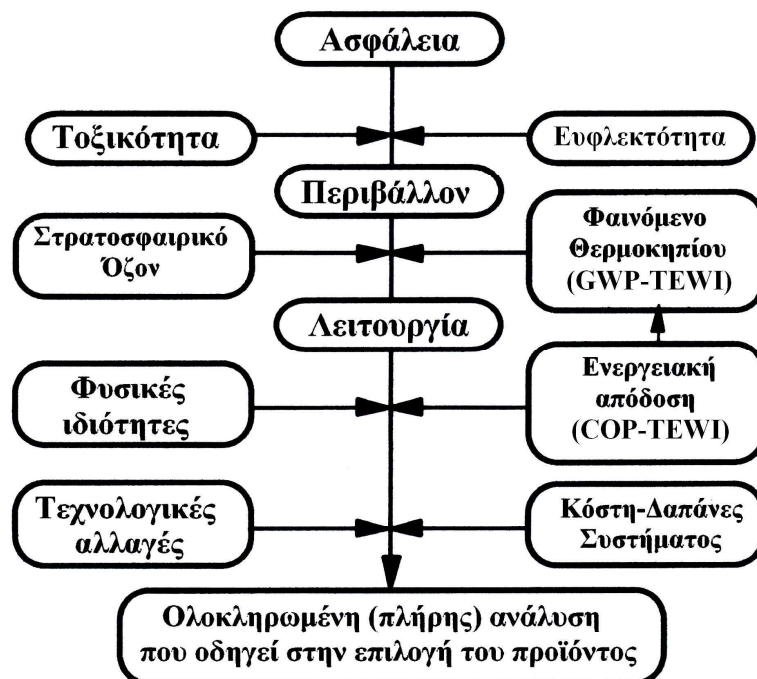 Ασφάλεια
Τοξικότητα
Ευφλεκτότητα
Περιβάλλον
Στρατοσφαιρικό
Όζον
Φαινόμενο
Θερμοκηπίου
(GWP-TEWI)
Λειτουργία
Φυσικές
ιδιότητες
Ενεργειακή
απόδοση
(COP-TEWI)
Τεχνολογικές
αλλαγές
Κόστη-Δαπάνες
Συστήματος
Ολοκληρωμένη (πλήρης) ανάλυση
που οδηγεί στην επιλογή του προϊόντος